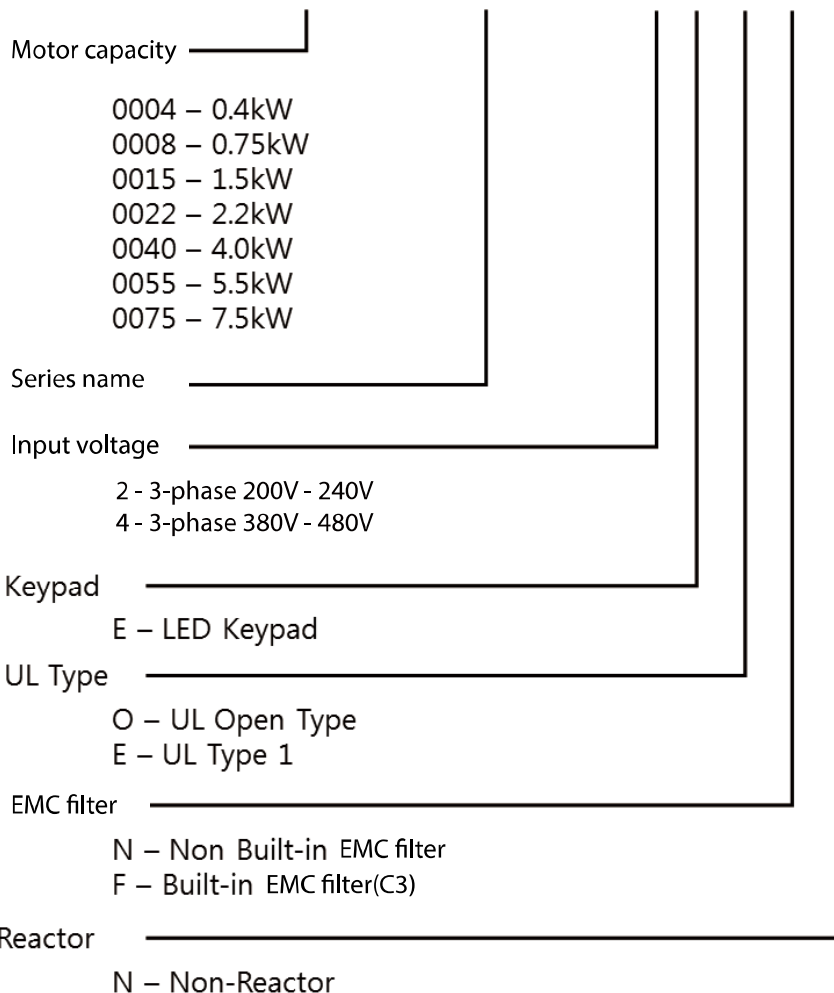 Motor capacity
0004 – 0.4kW
0008 – 0.75kW
0015 – 1.5kW
0022 – 2.2kW
0040 – 4.0kW
0055 – 5.5kW
0075 – 7.5kW
Series name
Input voltage
2 - 3-phase 200V - 240V
4 - 3-phase 380V - 480V
Keypad
E – LED Keypad
UL Type
O – UL Open Type
E – UL Type 1
EMC filter
N – Non Built-in EMC filter
F – Built-in EMC filter(C3)
Reactor
N – Non-Reactor